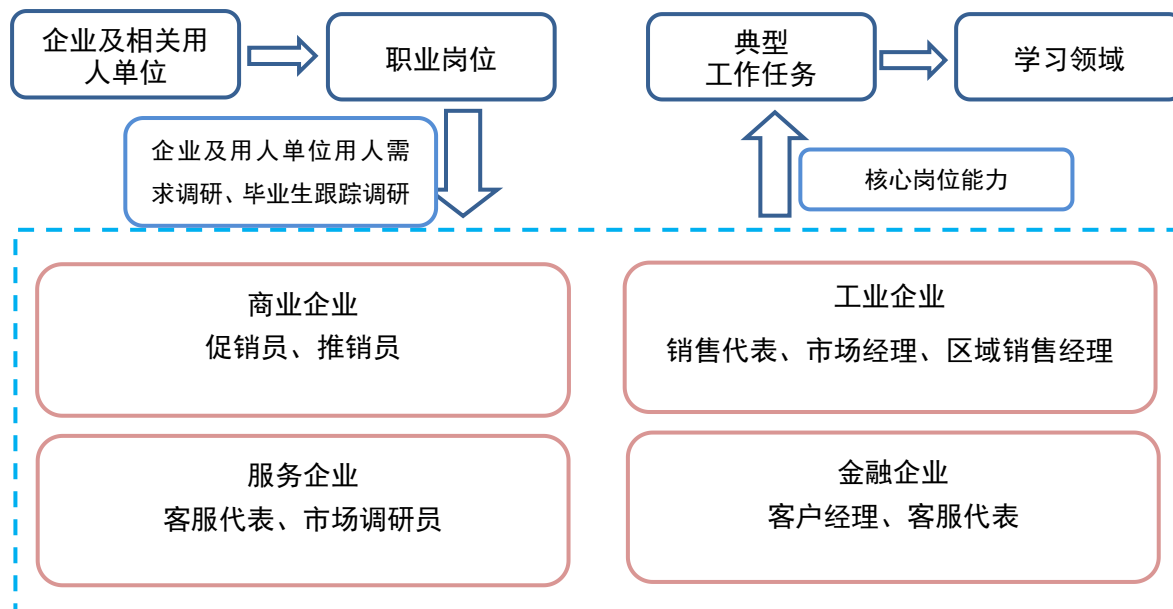 企业及相关用
人单位
职业岗位
典型
工作任务
学习领域
企业及用人单位用人需
求调研、毕业生跟踪调研
核心岗位能力
商业企业
促销员、推销员
工业企业
销售代表、市场经理、区域销售经理
服务企业
客服代表、市场调研员
金融企业
客户经理、客服代表